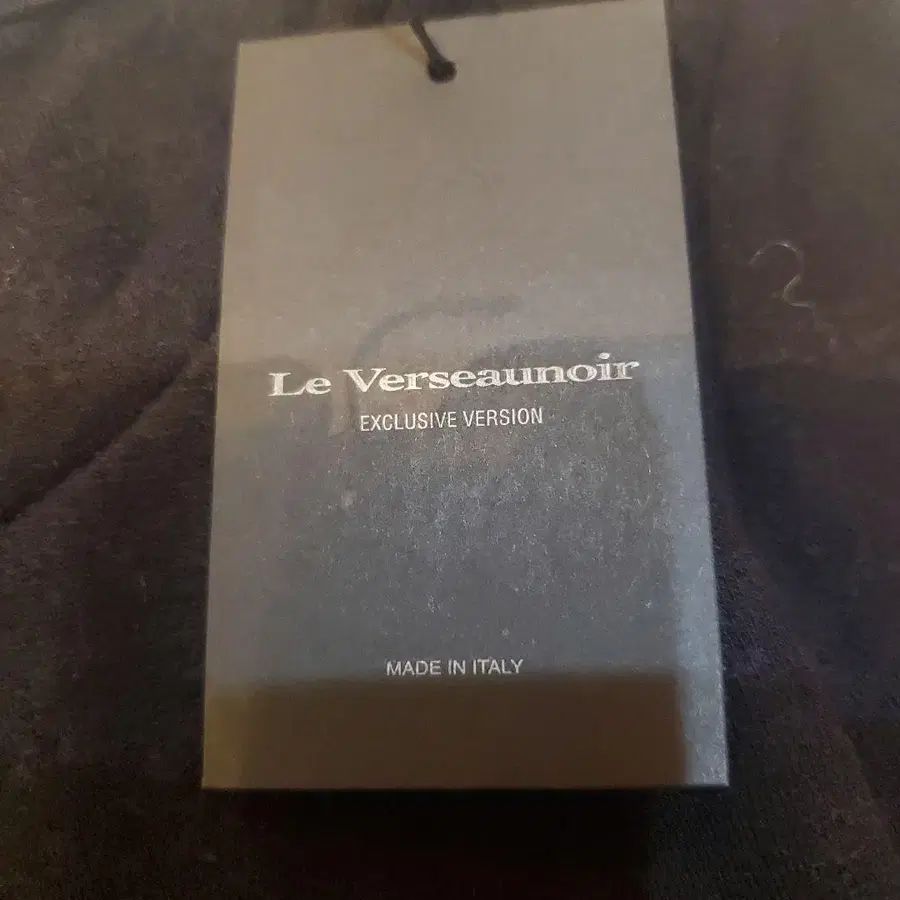 Le Verseaunoir
EXCLUSIVE VERSION
MADE IN ITALY